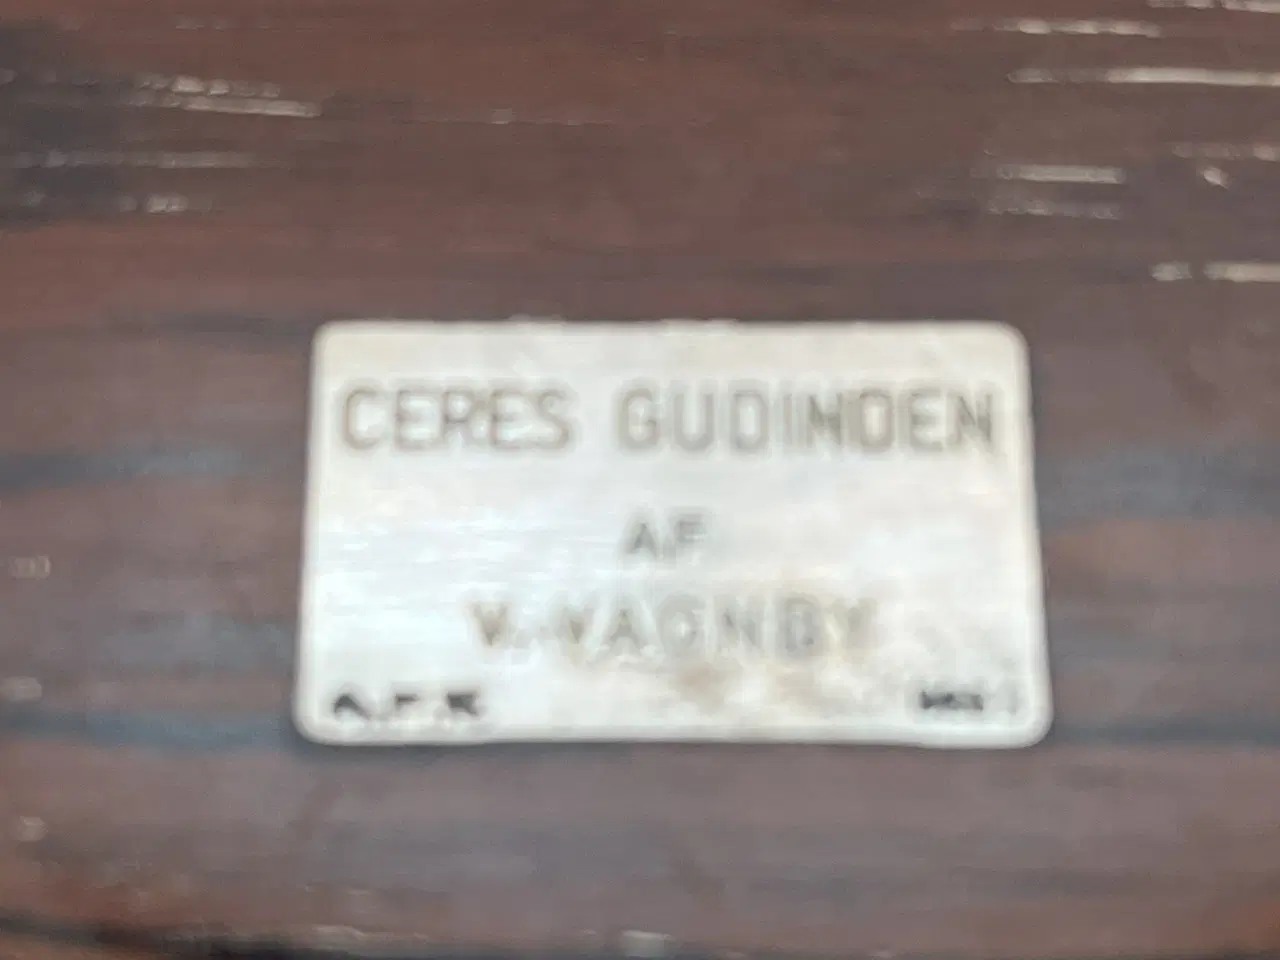 CERES GUDINDEN
AF
V. VAGNBY